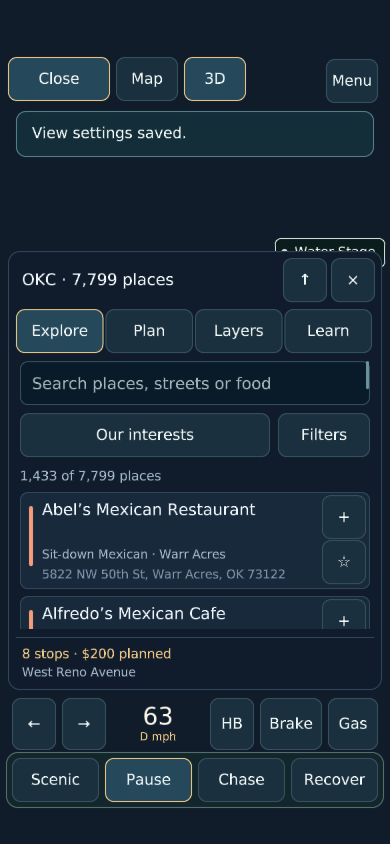 Close Map 3D Menu
View settings saved.
Water Stage
OKC · 7,799 places ↑ ×
Explore Plan Layers Learn
Search places, streets or food
Our interests Filters
1,433 of 7,799 places
Abel’s Mexican Restaurant +
Sit-down Mexican · Warr Acres ☆
5822 NW 50th St, Warr Acres, OK 73122
Alfredo’s Mexican Cafe +
8 stops · $200 planned
West Reno Avenue
← → 63 HB Brake Gas
D mph
Scenic Pause Chase Recover